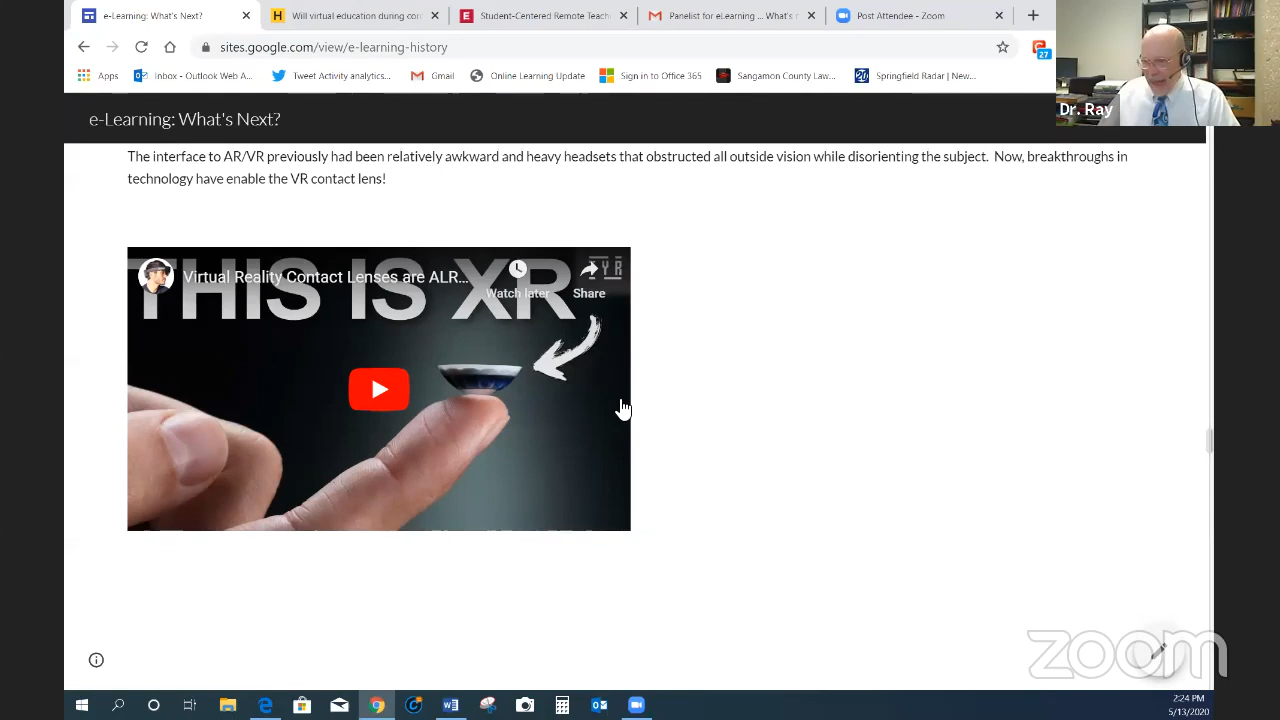 e-Learning: What's Next?
Will virtual education during cor
Student-Centered Remote Teach
Panelist for eLearning ... What's
Post Attendee - Zoom
sites.google.com/view/e-learning-history
27
Apps
Inbox - Outlook Web A...
Tweet Activity analytics...
Gmail
Online Learning Update
Sign in to Office 365
Sangamon County Law...
Springfield Radar | New...
Dr. Ray
e-Learning: What's Next?
The interface to AR/VR previously had been relatively awkward and heavy headsets that obstructed all outside vision while disorienting the subject. Now, breakthroughs in
technology have enable the VR contact lens!
Virtual Reality Contact Lenses are ALR...
Watch later
Share
THIS IS XR
zoom
2:24 PM
5/13/2020